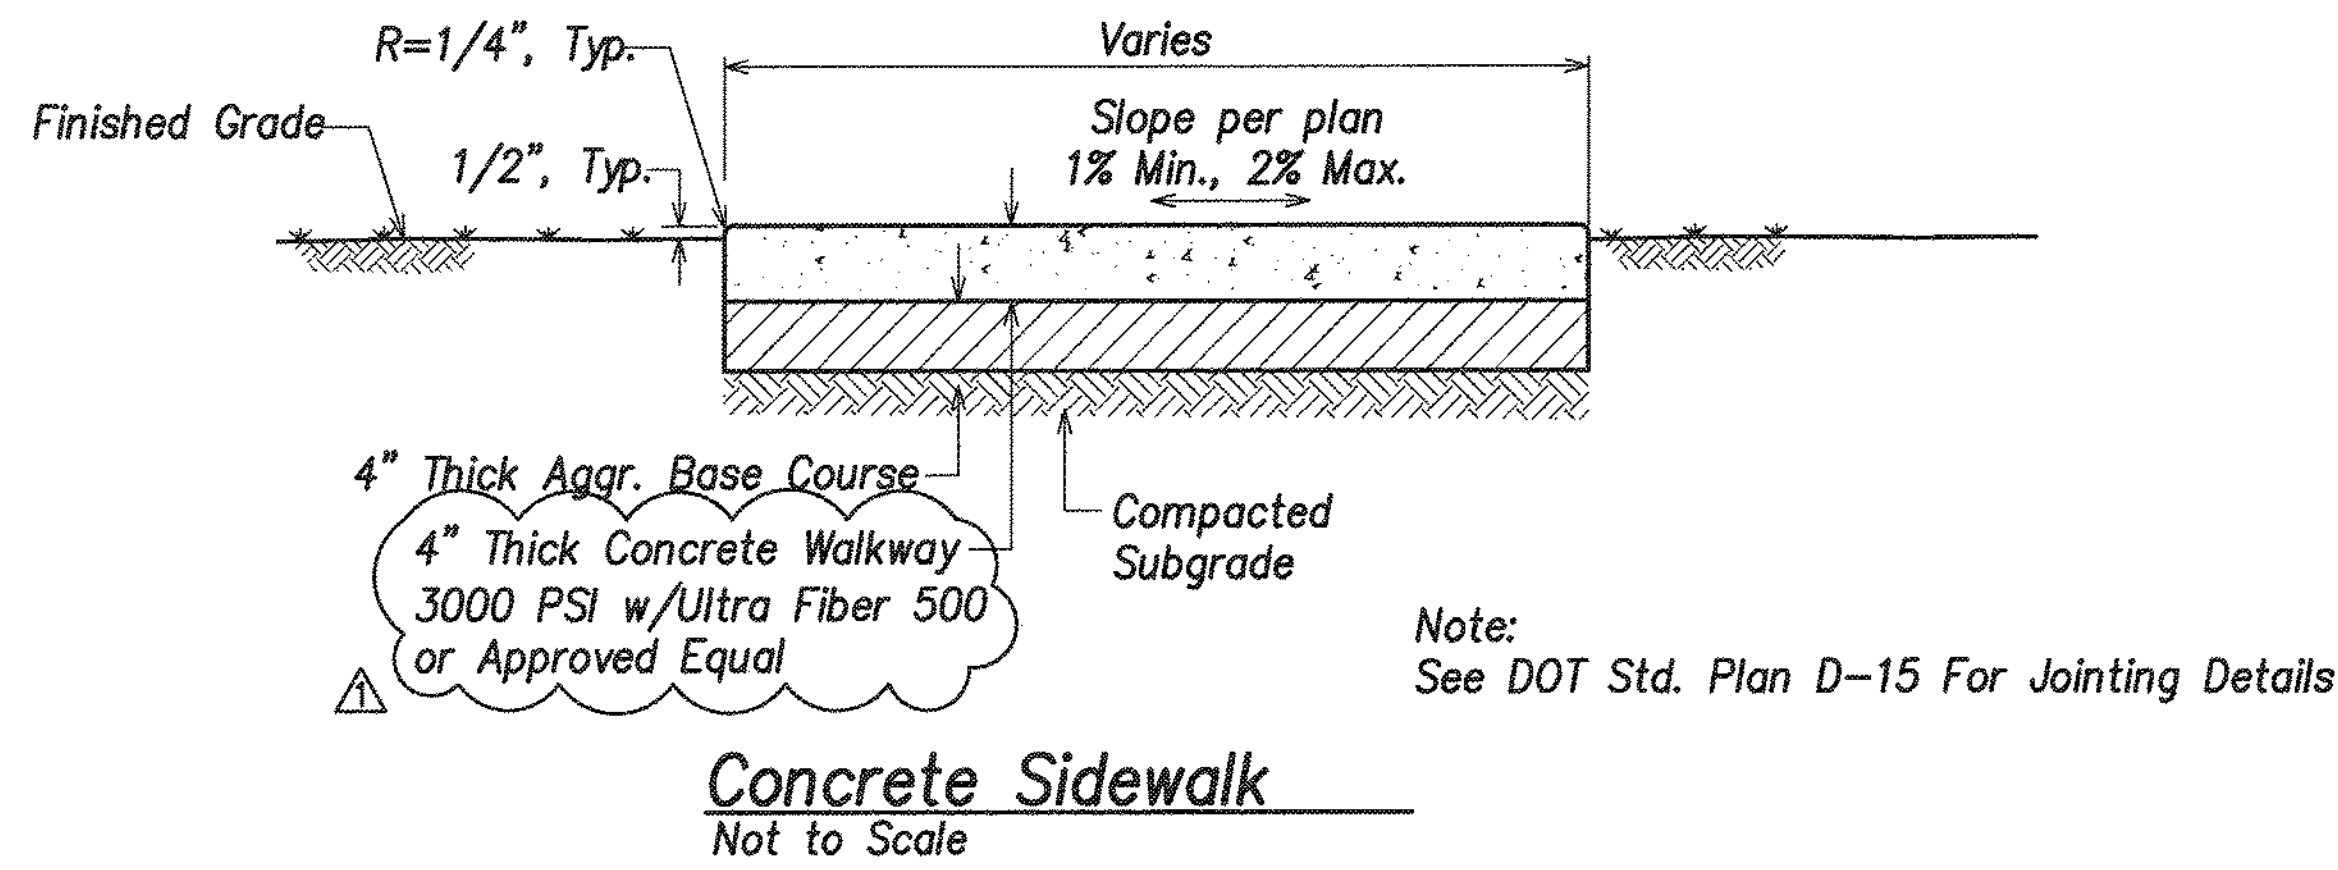 R=1/4", Typ.
Varies
Finished Grade
Slope per plan
1/2", Typ.
1% Min., 2% Max.
4" Thick Aggr. Base Course
4" Thick Concrete Walkway
3000 PSI w/Ultra Fiber 500
or Approved Equal
1
Compacted
Subgrade
Note:
See DOT Std. Plan D-15 For Jointing Details
Concrete Sidewalk
Not to Scale